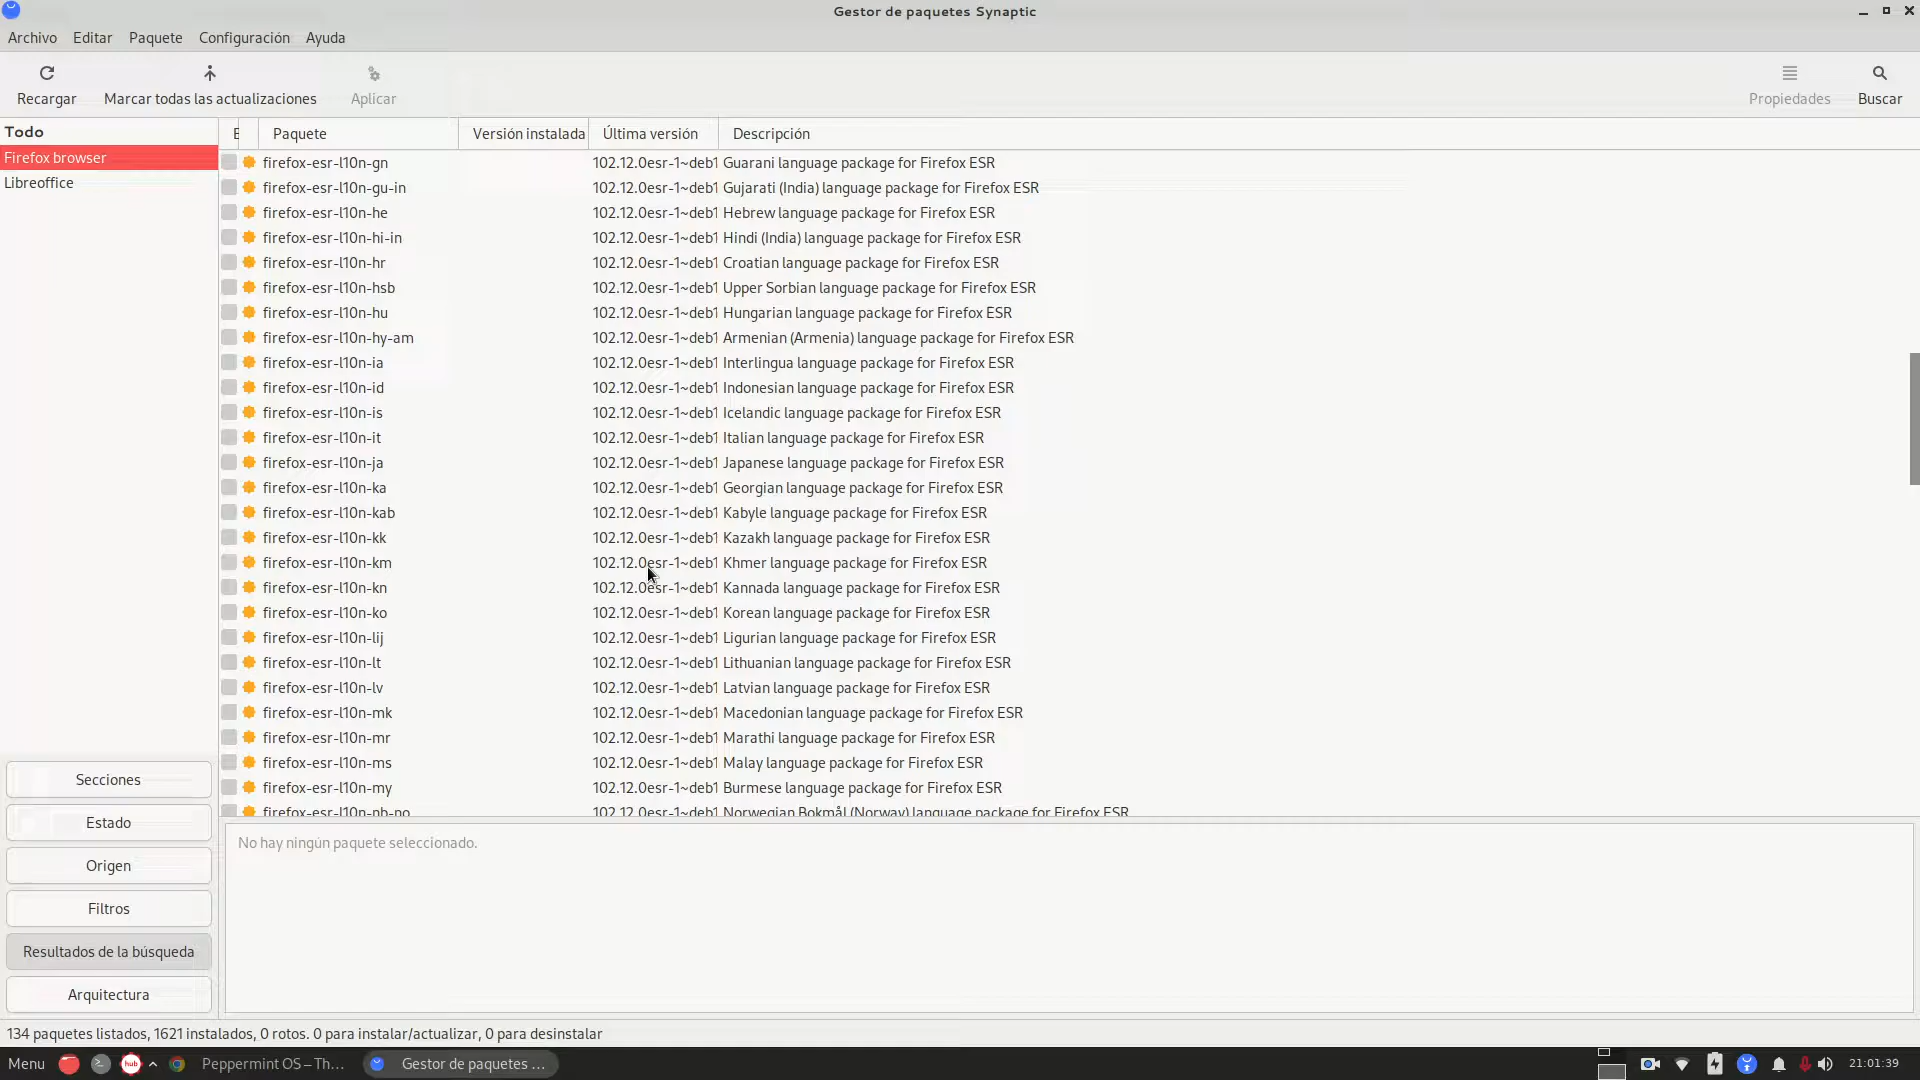 Gestor de paquetes Synaptic
Archivo Editar Paquete Configuración Ayuda
Recargar Marcar todas las actualizaciones Aplicar Propiedades Buscar
Todo
Firefox browser
Libreoffice
E Paquete Versión instalada Última versión Descripción
firefox-esr-l10n-gn 102.12.0esr-1~deb1 Guarani language package for Firefox ESR
firefox-esr-l10n-gu-in 102.12.0esr-1~deb1 Gujarati (India) language package for Firefox ESR
firefox-esr-l10n-he 102.12.0esr-1~deb1 Hebrew language package for Firefox ESR
firefox-esr-l10n-hi-in 102.12.0esr-1~deb1 Hindi (India) language package for Firefox ESR
firefox-esr-l10n-hr 102.12.0esr-1~deb1 Croatian language package for Firefox ESR
firefox-esr-l10n-hsb 102.12.0esr-1~deb1 Upper Sorbian language package for Firefox ESR
firefox-esr-l10n-hu 102.12.0esr-1~deb1 Hungarian language package for Firefox ESR
firefox-esr-l10n-hy-am 102.12.0esr-1~deb1 Armenian (Armenia) language package for Firefox ESR
firefox-esr-l10n-ia 102.12.0esr-1~deb1 Interlingua language package for Firefox ESR
firefox-esr-l10n-id 102.12.0esr-1~deb1 Indonesian language package for Firefox ESR
firefox-esr-l10n-is 102.12.0esr-1~deb1 Icelandic language package for Firefox ESR
firefox-esr-l10n-it 102.12.0esr-1~deb1 Italian language package for Firefox ESR
firefox-esr-l10n-ja 102.12.0esr-1~deb1 Japanese language package for Firefox ESR
firefox-esr-l10n-ka 102.12.0esr-1~deb1 Georgian language package for Firefox ESR
firefox-esr-l10n-kab 102.12.0esr-1~deb1 Kabyle language package for Firefox ESR
firefox-esr-l10n-kk 102.12.0esr-1~deb1 Kazakh language package for Firefox ESR
firefox-esr-l10n-km 102.12.0esr-1~deb1 Khmer language package for Firefox ESR
firefox-esr-l10n-kn 102.12.0esr-1~deb1 Kannada language package for Firefox ESR
firefox-esr-l10n-ko 102.12.0esr-1~deb1 Korean language package for Firefox ESR
firefox-esr-l10n-lij 102.12.0esr-1~deb1 Ligurian language package for Firefox ESR
firefox-esr-l10n-lt 102.12.0esr-1~deb1 Lithuanian language package for Firefox ESR
firefox-esr-l10n-lv 102.12.0esr-1~deb1 Latvian language package for Firefox ESR
firefox-esr-l10n-mk 102.12.0esr-1~deb1 Macedonian language package for Firefox ESR
firefox-esr-l10n-mr 102.12.0esr-1~deb1 Marathi language package for Firefox ESR
firefox-esr-l10n-ms 102.12.0esr-1~deb1 Malay language package for Firefox ESR
firefox-esr-l10n-my 102.12.0esr-1~deb1 Burmese language package for Firefox ESR
firefox-esr-l10n-nb-no 102.12.0esr-1~deb1 Norwegian Bokmål (Norway) language package for Firefox ESR
Secciones
Estado
Origen
Filtros
Resultados de la búsqueda
Arquitectura
No hay ningún paquete seleccionado.
134 paquetes listados, 1621 instalados, 0 rotos. 0 para instalar/actualizar, 0 para desinstalar
Menu hub Peppermint OS – Th... Gestor de paquetes ... 21:01:39